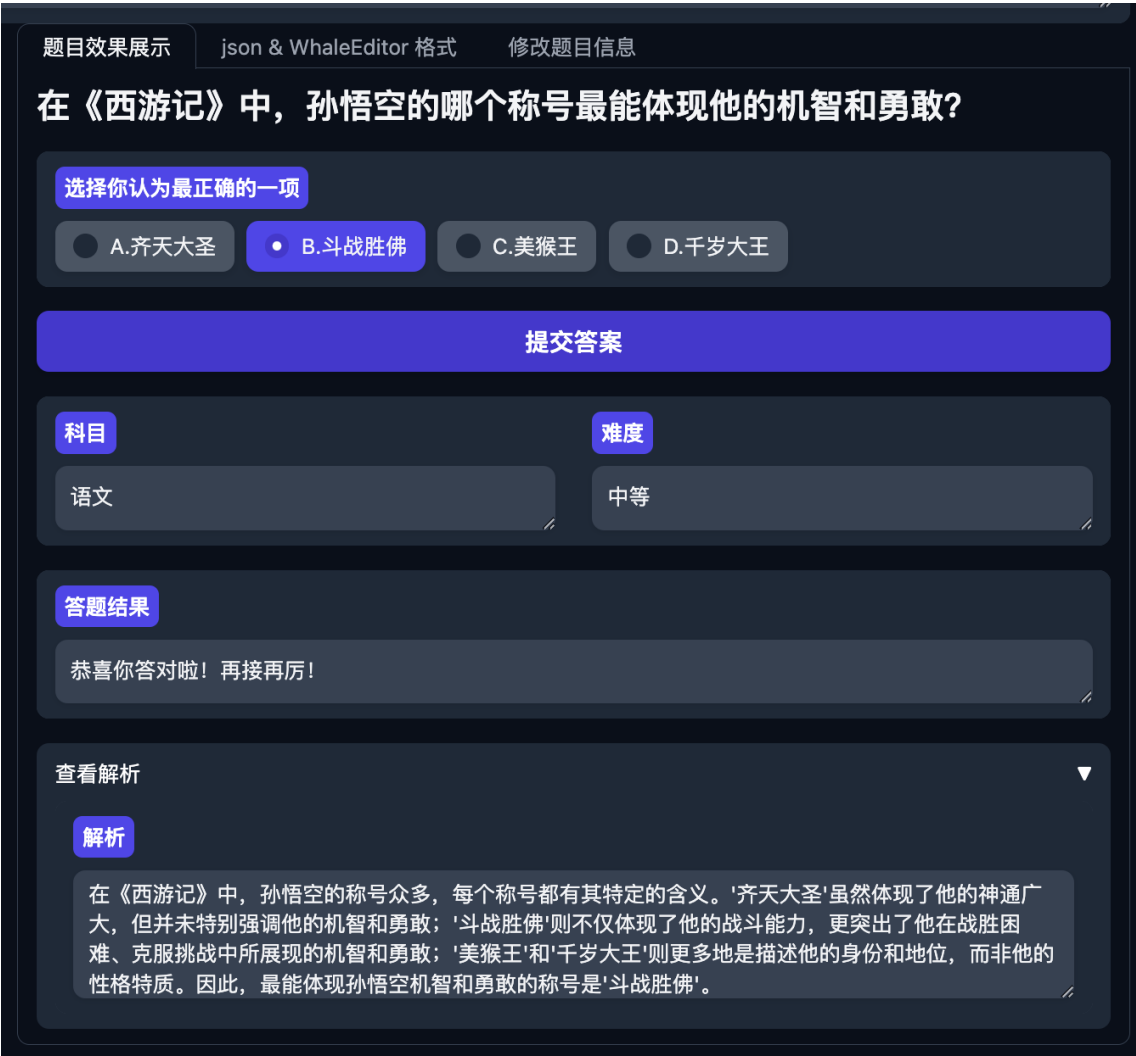 题目效果展示 json & WhaleEditor 格式 修改题目信息
在《西游记》中，孙悟空的哪个称号最能体现他的机智和勇敢？
选择你认为最正确的一项
A.齐天大圣 B.斗战胜佛 C.美猴王 D.千岁大王
提交答案
科目 难度
语文 中等
答题结果
恭喜你答对啦！再接再厉！
查看解析
解析
在《西游记》中，孙悟空的称号众多，每个称号都有其特定的含义。'齐天大圣'虽然体现了他的神通广
大，但并未特别强调他的机智和勇敢；'斗战胜佛'则不仅体现了他的战斗能力，更突出了他在战胜困
难、克服挑战中所展现的机智和勇敢；'美猴王'和'千岁大王'则更多地是描述他的身份和地位，而非他的
性格特质。因此，最能体现孙悟空机智和勇敢的称号是'斗战胜佛'。